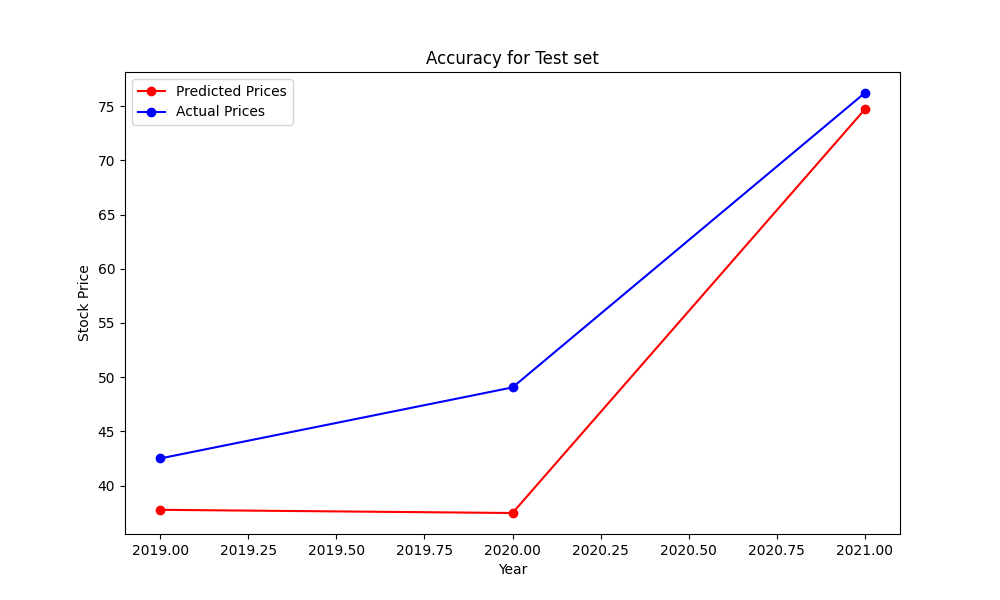 Accuracy for Test set
Predicted Prices
Actual Prices
75
70
65
60
55
50
45
40
Stock Price
2019.00 2019.25 2019.50 2019.75 2020.00 2020.25 2020.50 2020.75 2021.00
Year